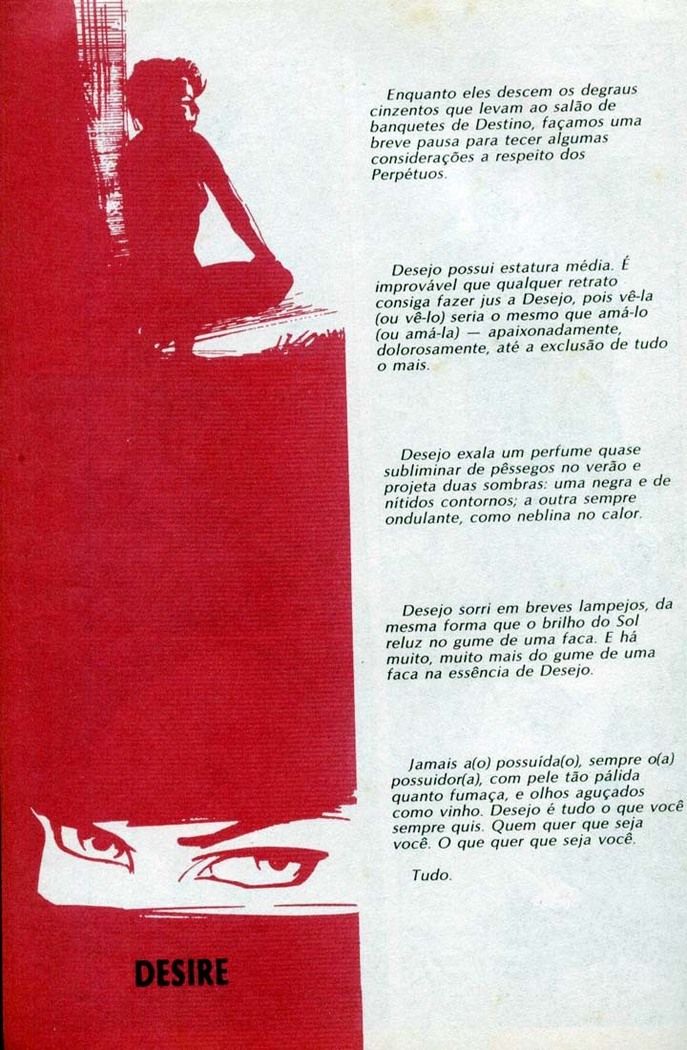 Enquanto eles descem os degraus
cinzentos que levam ao salão de
banquetes de Destino, façamos uma
breve pausa para tecer algumas
considerações a respeito dos
Perpétuos.
Desejo possui estatura média. É
improvável que qualquer retrato
consiga fazer jus a Desejo, pois vê-la
(ou vê-lo) seria o mesmo que amá-lo
(ou amá-la) — apaixonadamente,
dolorosamente, até a exclusão de tudo
o mais.
Desejo exala um perfume quase
subliminar de pêssegos no verão e
projeta duas sombras: uma negra e de
nítidos contornos; a outra sempre
ondulante, como neblina no calor.
Desejo sorri em breves lampejos, da
mesma forma que o brilho do Sol
reluz no gume de uma faca. E há
muito, muito mais do gume de uma
faca na essência de Desejo.
Jamais a(o) possuída(o), sempre o(a)
possuidor(a), com pele tão pálida
quanto fumaça, e olhos aguçados
como vinho. Desejo é tudo o que você
sempre quis. Quem quer que seja
você. O que quer que seja você.
Tudo.
DESIRE